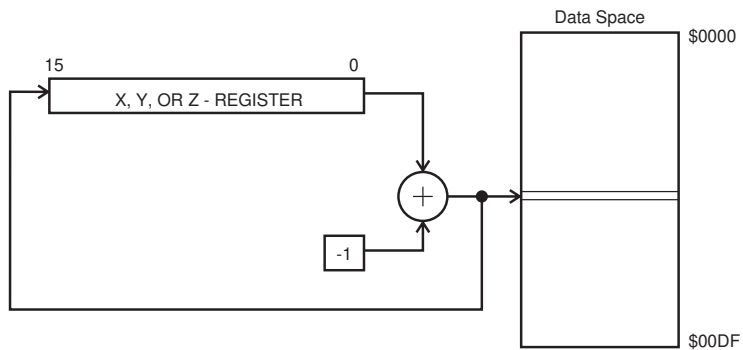 Data Space
$0000
15 0
X, Y, OR Z - REGISTER
+
-1
$00DF